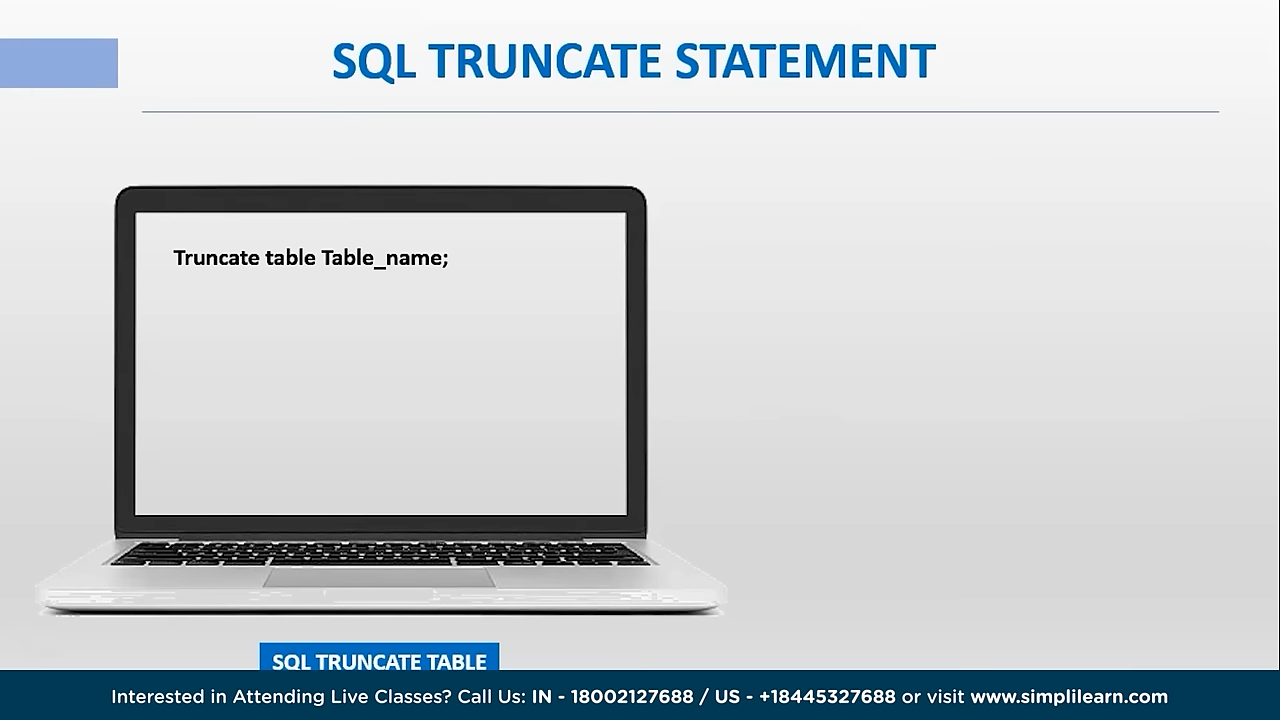 SQL TRUNCATE STATEMENT
Truncate table Table_name;
SQL TRUNCATE TABLE
Interested in Attending Live Classes? Call Us: IN - 18002127688 / US - +18445327688 or visit www.simplilearn.com